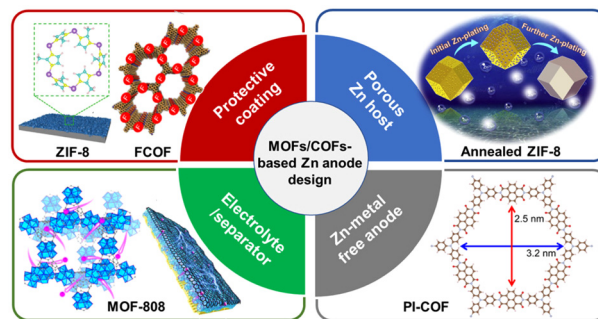 ZIF-8
FCOF
Protective
coating
Porous
Zn host
Initial Zn-plating
Further Zn-plating
Annealed ZIF-8
MOFs/COFs-
based Zn anode
design
MOF-808
Electrolyte
/separator
Zn-metal
free anode
2.5 nm
3.2 nm
PI-COF